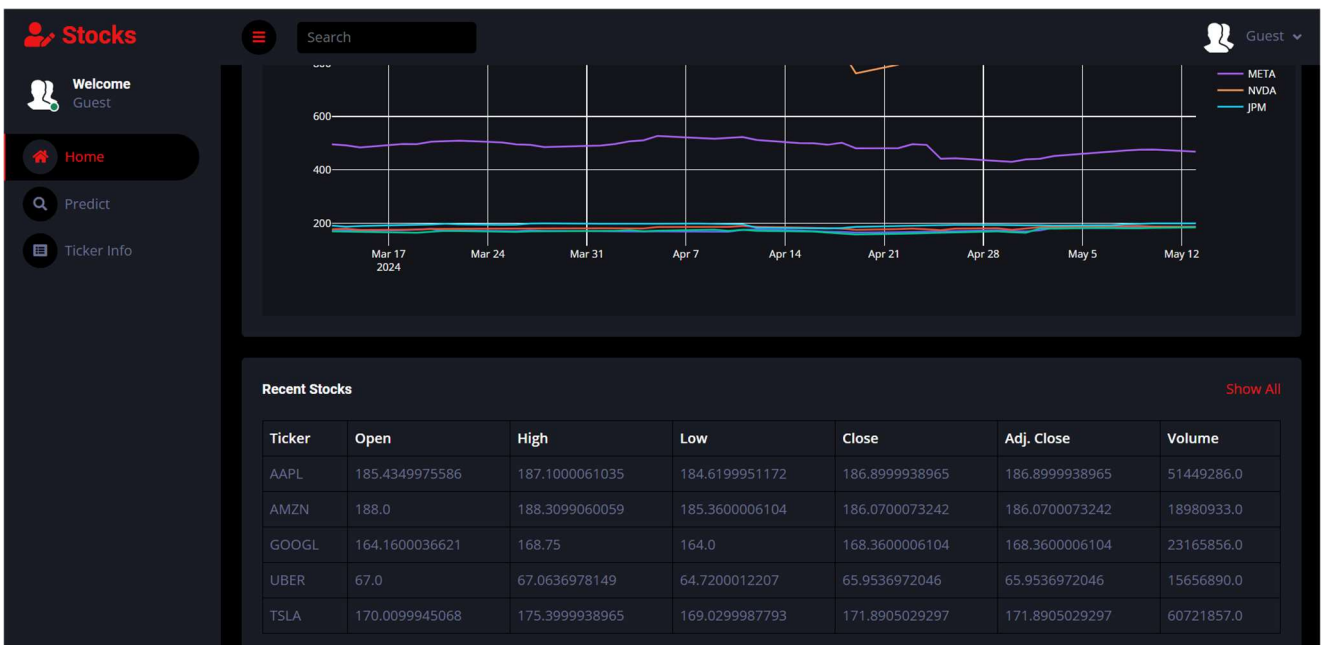 Stocks
Search
Guest
Welcome
Guest
Home
Predict
Ticker Info
META
NVDA
JPM
600
400
200
Mar 17 Mar 24 Mar 31 Apr 7 Apr 14 Apr 21 Apr 28 May 5 May 12
2024
Recent Stocks Show All
Ticker Open High Low Close Adj. Close Volume
AAPL 185.4349975586 187.1000061035 184.6199951172 186.8999938965 186.8999938965 51449286.0
AMZN 188.0 188.3099060059 185.3600006104 186.0700073242 186.0700073242 18980933.0
GOOGL 164.1600036621 168.75 164.0 168.3600006104 168.3600006104 23165856.0
UBER 67.0 67.0636978149 64.7200012207 65.9536972046 65.9536972046 15656890.0
TSLA 170.0099945068 175.3999938965 169.0299987793 171.8905029297 171.8905029297 60721857.0